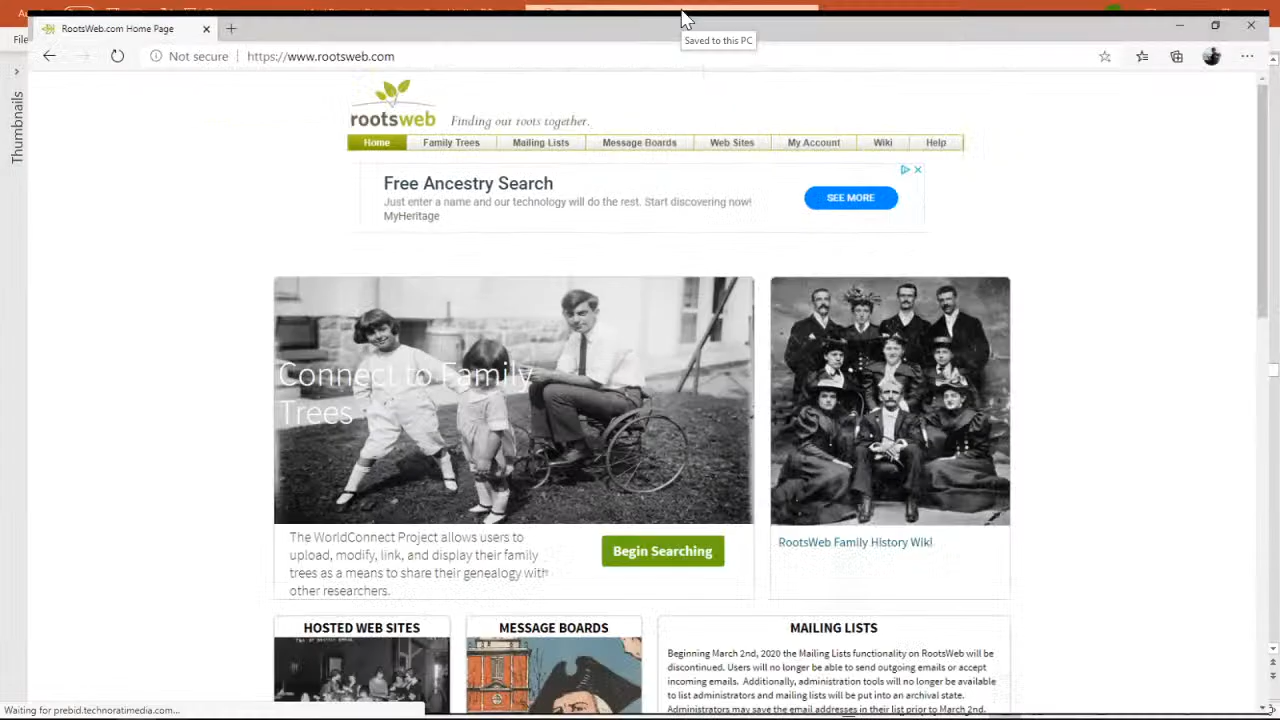 File
RootsWeb.com Home Page
Saved to this PC
Not secure
https://www.rootsweb.com
Thumbnails
rootsweb
Finding our roots together.
Home
Family Trees
Mailing Lists
Message Boards
Web Sites
My Account
Wiki
Help
Free Ancestry Search
Just enter a name and our technology will do the rest. Start discovering now!
MyHeritage
SEE MORE
Connect to Family
Trees
The WorldConnect Project allows users to
upload, modify, link, and display their family
trees as a means to share their genealogy with
other researchers.
Begin Searching
RootsWeb Family History Wiki
HOSTED WEB SITES
MESSAGE BOARDS
MAILING LISTS
Beginning March 2nd, 2020 the Mailing Lists functionality on RootsWeb will be
discontinued. Users will no longer be able to send outgoing emails or accept
incoming emails. Additionally, administration tools will no longer be available
to list administrators and mailing lists will be put into an archival state.
Administrators may save the email addresses in their list prior to March 2nd.
Waiting for prebid.technoratimedia.com...